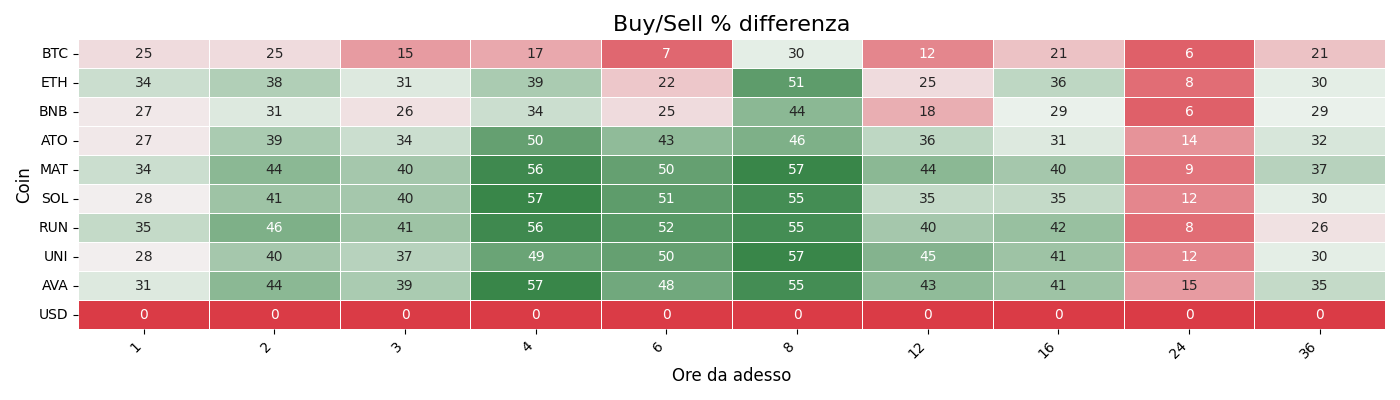 Buy/Sell % differenza
Coin
BTC 25 25 15 17 7 30 12 21 6 21
ETH 34 38 31 39 22 51 25 36 8 30
BNB 27 31 26 34 25 44 18 29 6 29
ATO 27 39 34 50 43 46 36 31 14 32
MAT 34 44 40 56 50 57 44 40 9 37
SOL 28 41 40 57 51 55 35 35 12 30
RUN 35 46 41 56 52 55 40 42 8 26
UNI 28 40 37 49 50 57 45 41 12 30
AVA 31 44 39 57 48 55 43 41 15 35
USD 0 0 0 0 0 0 0 0 0 0
1 2 3 4 6 8 12 16 24 36
Ore da adesso